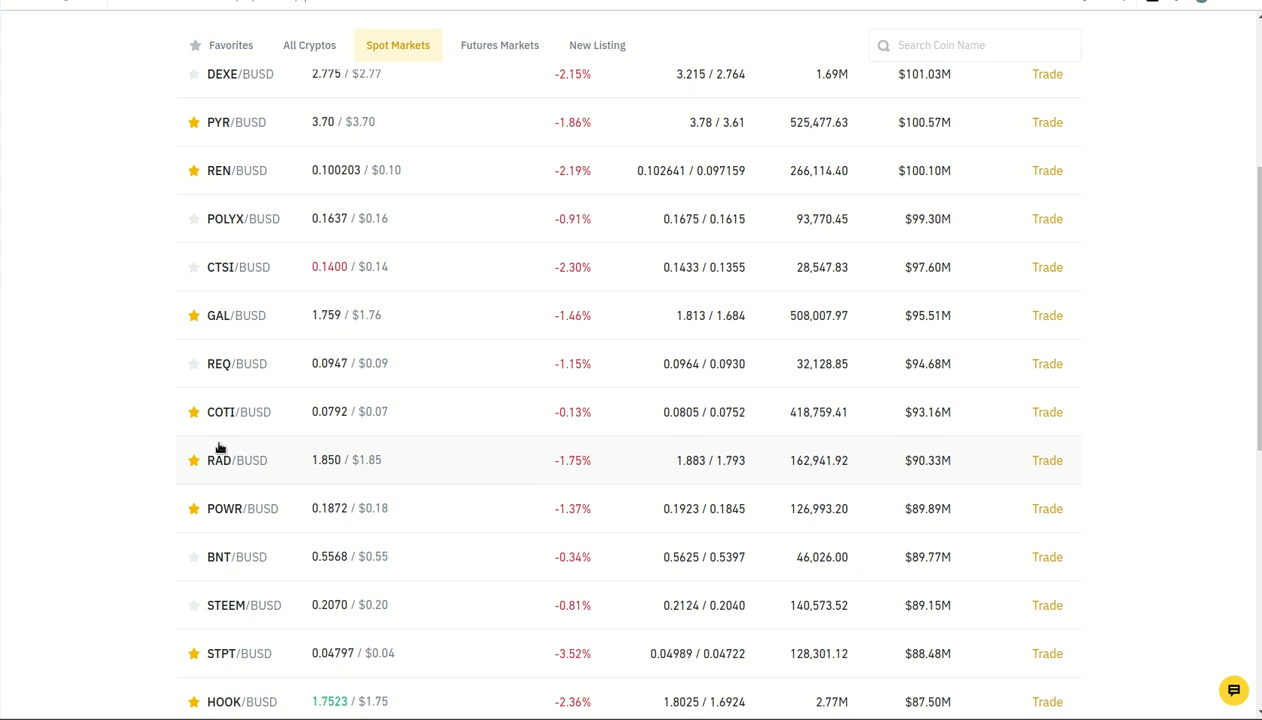 Favorites All Cryptos Spot Markets Futures Markets New Listing Search Coin Name
DEXE/BUSD 2.775 / $2.77 -2.15% 3.215 / 2.764 1.69M $101.03M Trade
PYR/BUSD 3.70 / $3.70 -1.86% 3.78 / 3.61 525,477.63 $100.57M Trade
REN/BUSD 0.100203 / $0.10 -2.19% 0.102641 / 0.097159 266,114.40 $100.10M Trade
POLYX/BUSD 0.1637 / $0.16 -0.91% 0.1675 / 0.1615 93,770.45 $99.30M Trade
CTSI/BUSD 0.1400 / $0.14 -2.30% 0.1433 / 0.1355 28,547.83 $97.60M Trade
GAL/BUSD 1.759 / $1.76 -1.46% 1.813 / 1.684 508,007.97 $95.51M Trade
REQ/BUSD 0.0947 / $0.09 -1.15% 0.0964 / 0.0930 32,128.85 $94.68M Trade
COTI/BUSD 0.0792 / $0.07 -0.13% 0.0805 / 0.0752 418,759.41 $93.16M Trade
RAD/BUSD 1.850 / $1.85 -1.75% 1.883 / 1.793 162,941.92 $90.33M Trade
POWR/BUSD 0.1872 / $0.18 -1.37% 0.1923 / 0.1845 126,993.20 $89.89M Trade
BNT/BUSD 0.5568 / $0.55 -0.34% 0.5625 / 0.5397 46,026.00 $89.77M Trade
STEEM/BUSD 0.2070 / $0.20 -0.81% 0.2124 / 0.2040 140,573.52 $89.15M Trade
STPT/BUSD 0.04797 / $0.04 -3.52% 0.04989 / 0.04722 128,301.12 $88.48M Trade
HOOK/BUSD 1.7523 / $1.75 -2.36% 1.8025 / 1.6924 2.77M $87.50M Trade